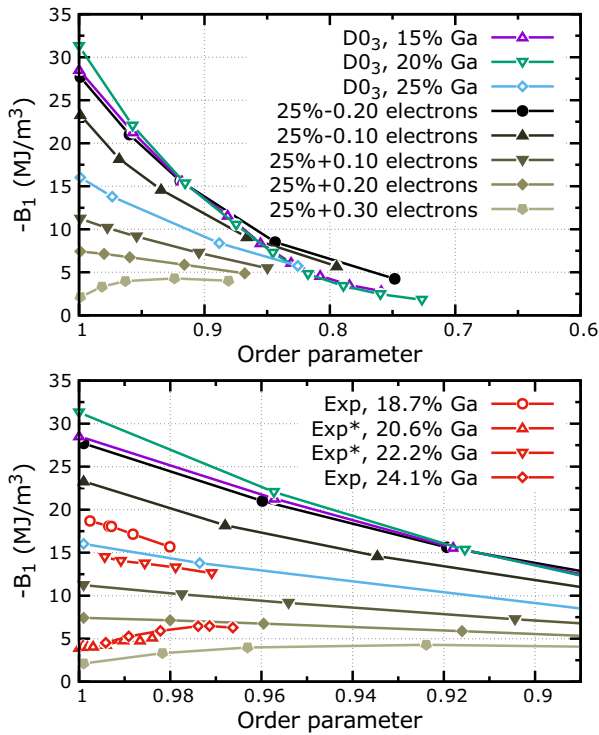 35
30
25
20
15
10
5
0
-B₁ (MJ/m³)
D0₃, 15% Ga
D0₃, 20% Ga
D0₃, 25% Ga
25%-0.20 electrons
25%-0.10 electrons
25%+0.10 electrons
25%+0.20 electrons
25%+0.30 electrons
1 0.9 0.8 0.7 0.6
Order parameter
35
30
25
20
15
10
5
0
-B₁ (MJ/m³)
Exp, 18.7% Ga
Exp*, 20.6% Ga
Exp*, 22.2% Ga
Exp, 24.1% Ga
1 0.98 0.96 0.94 0.92 0.9
Order parameter